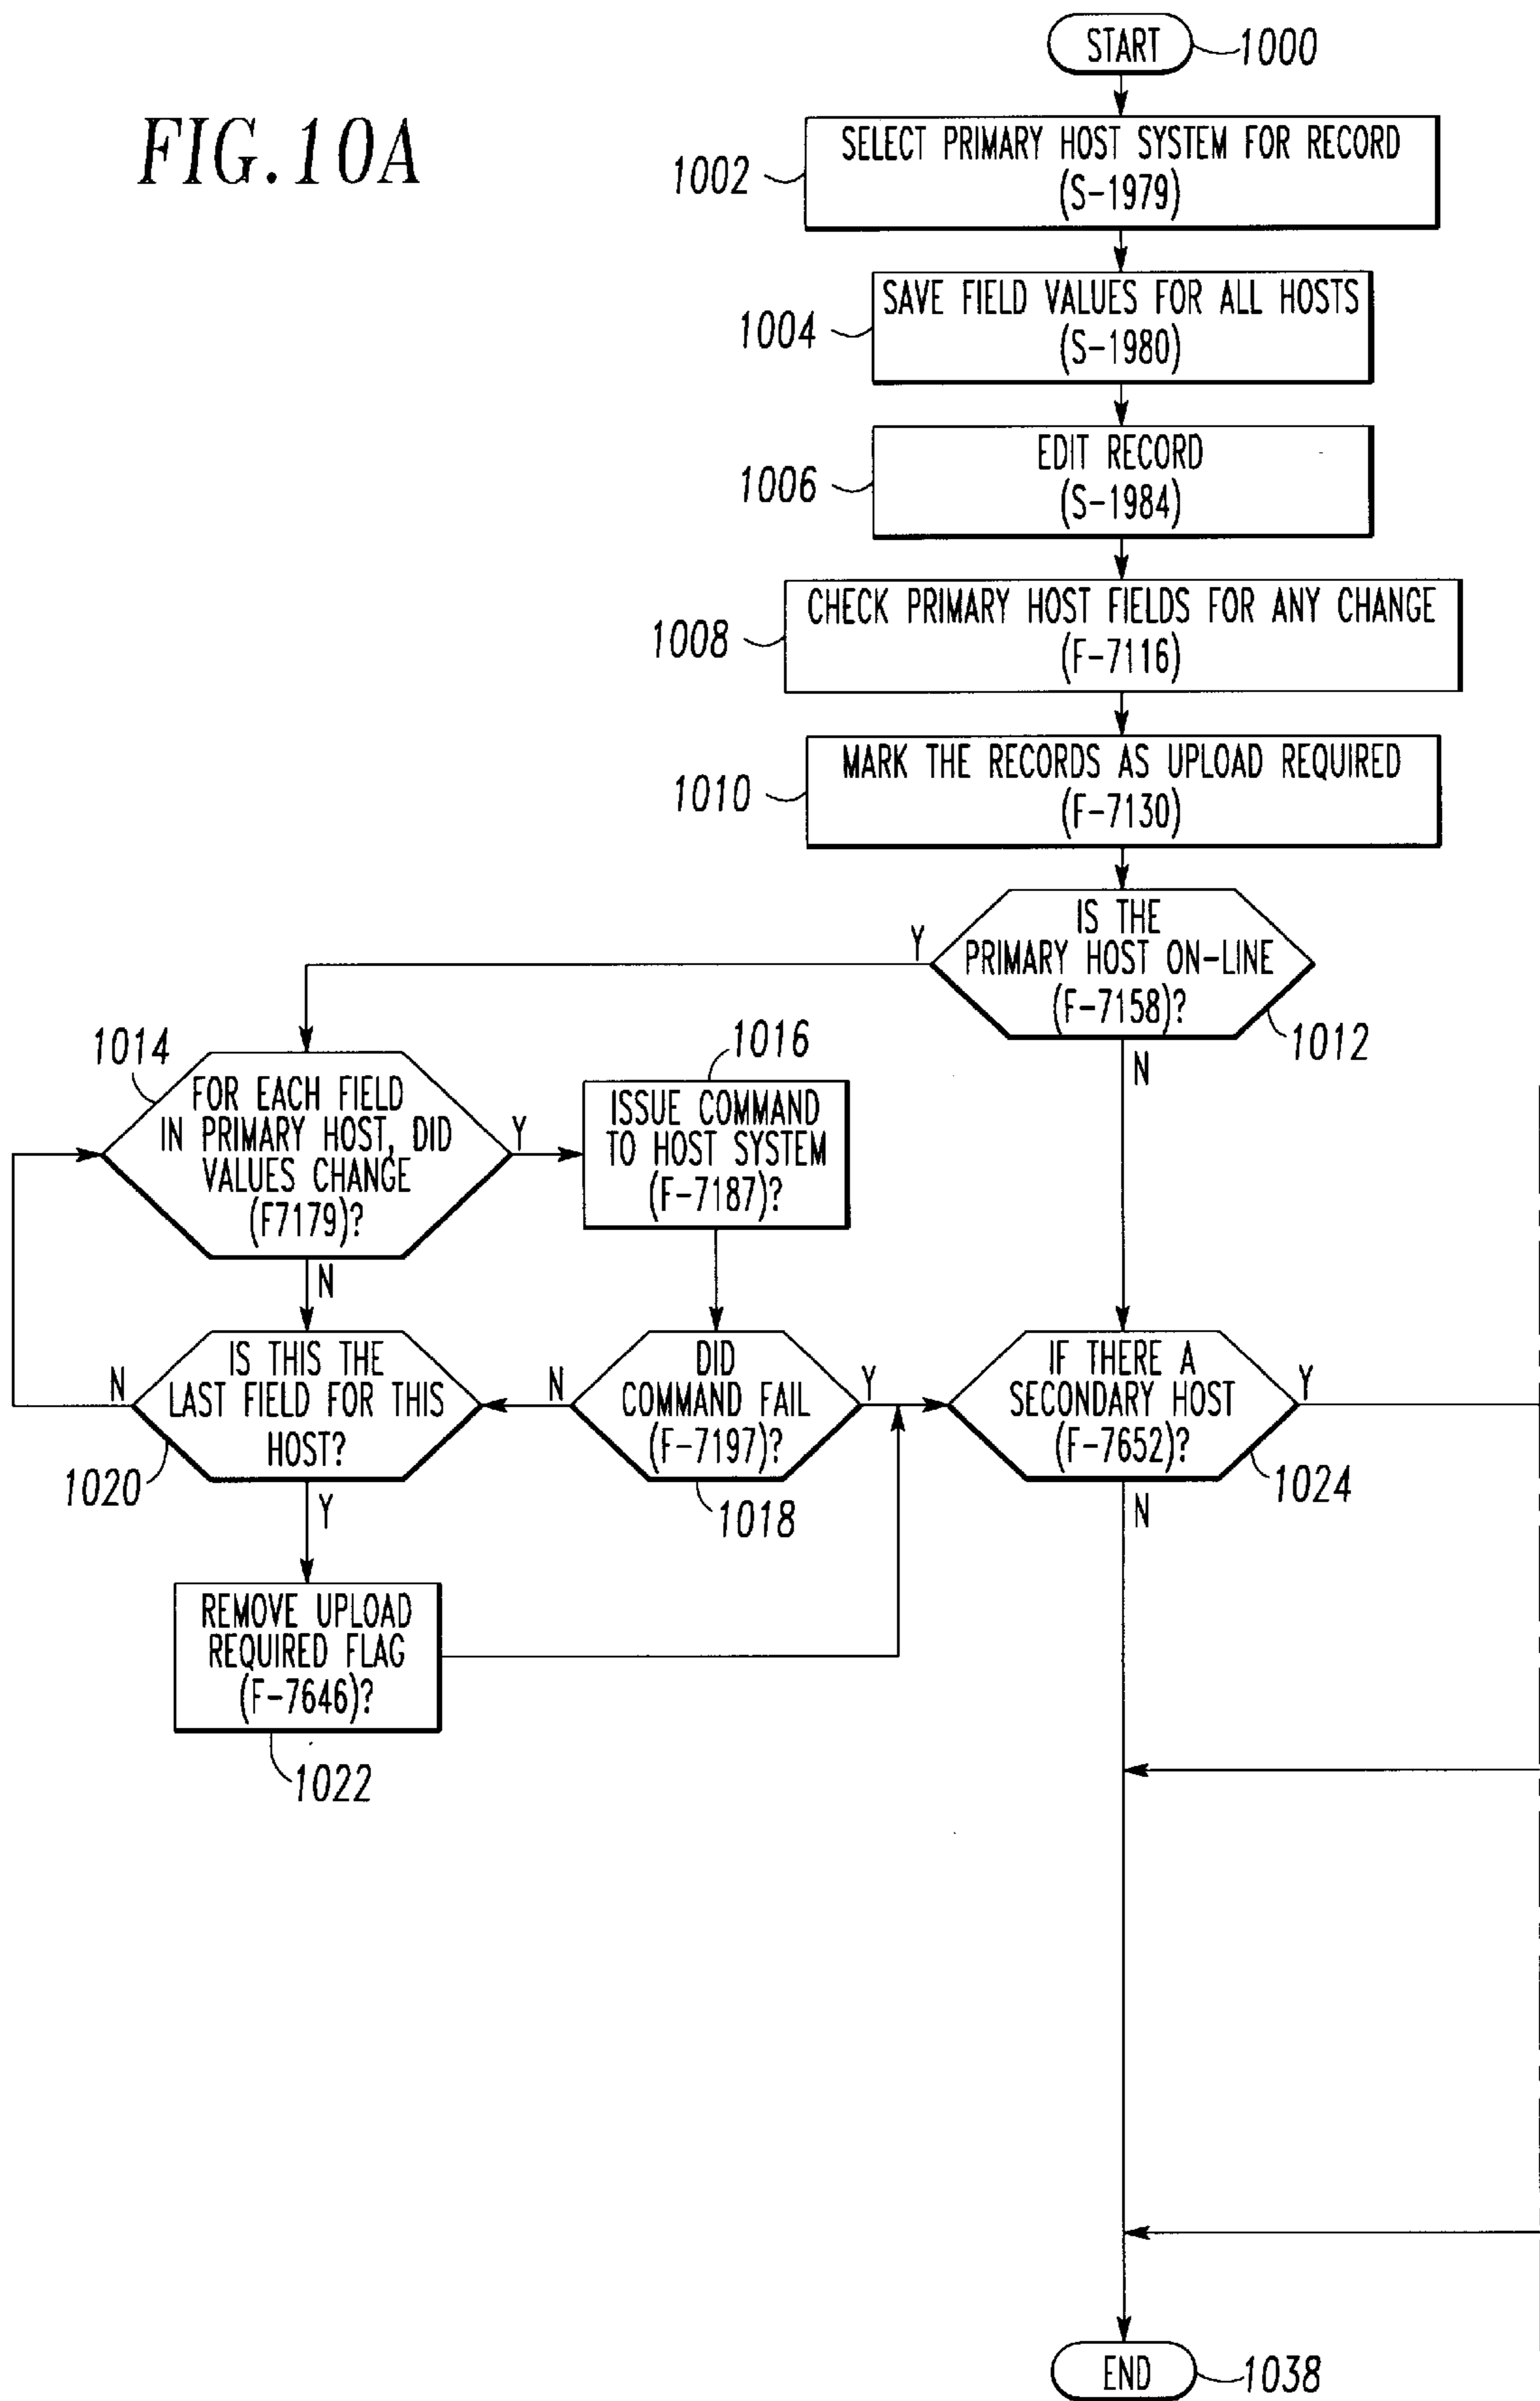 FIG. 10A
START
1000
SELECT PRIMARY HOST SYSTEM FOR RECORD
(S-1979)
1002
SAVE FIELD VALUES FOR ALL HOSTS
(S-1980)
1004
EDIT RECORD
(S-1984)
1006
CHECK PRIMARY HOST FIELDS FOR ANY CHANGE
(F-7116)
1008
MARK THE RECORDS AS UPLOAD REQUIRED
(F-7130)
1010
IS THE
PRIMARY HOST ON-LINE
(F-7158)?
1012
Y
N
1014
FOR EACH FIELD
IN PRIMARY HOST, DID
VALUES CHANGE
(F7179)?
Y
N
1016
ISSUE COMMAND
TO HOST SYSTEM
(F-7187)?
IS THIS THE
LAST FIELD FOR THIS
HOST?
1020
N
Y
DID
COMMAND FAIL
(F-7197)?
1018
N
Y
IF THERE A
SECONDARY HOST
(F-7652)?
1024
Y
N
REMOVE UPLOAD
REQUIRED FLAG
(F-7646)?
1022
END
1038